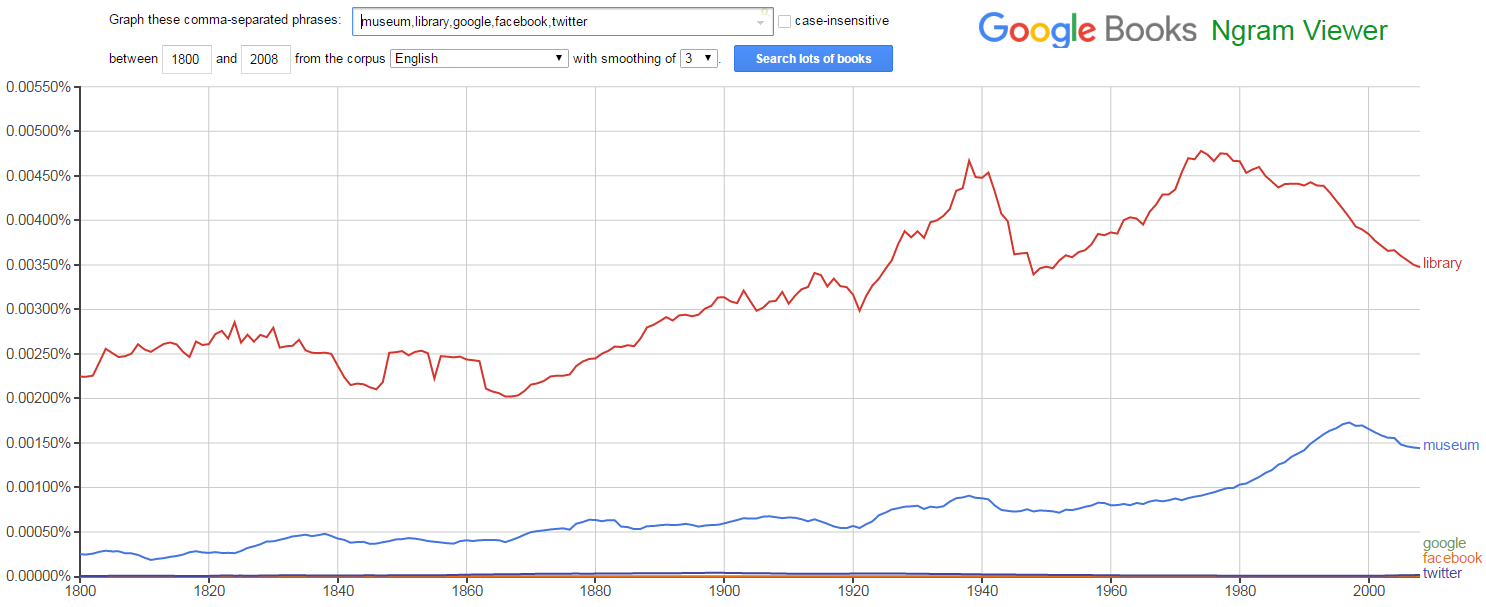 Graph these comma-separated phrases: museum,library,google,facebook,twitter case-insensitive
between 1800 and 2008 from the corpus English with smoothing of 3 . Search lots of books
Google Books Ngram Viewer
0.00550%
0.00500%
0.00450%
0.00400%
0.00350%
0.00300%
0.00250%
0.00200%
0.00150%
0.00100%
0.00050%
0.00000%
library
museum
google
facebook
twitter
1800 1820 1840 1860 1880 1900 1920 1940 1960 1980 2000